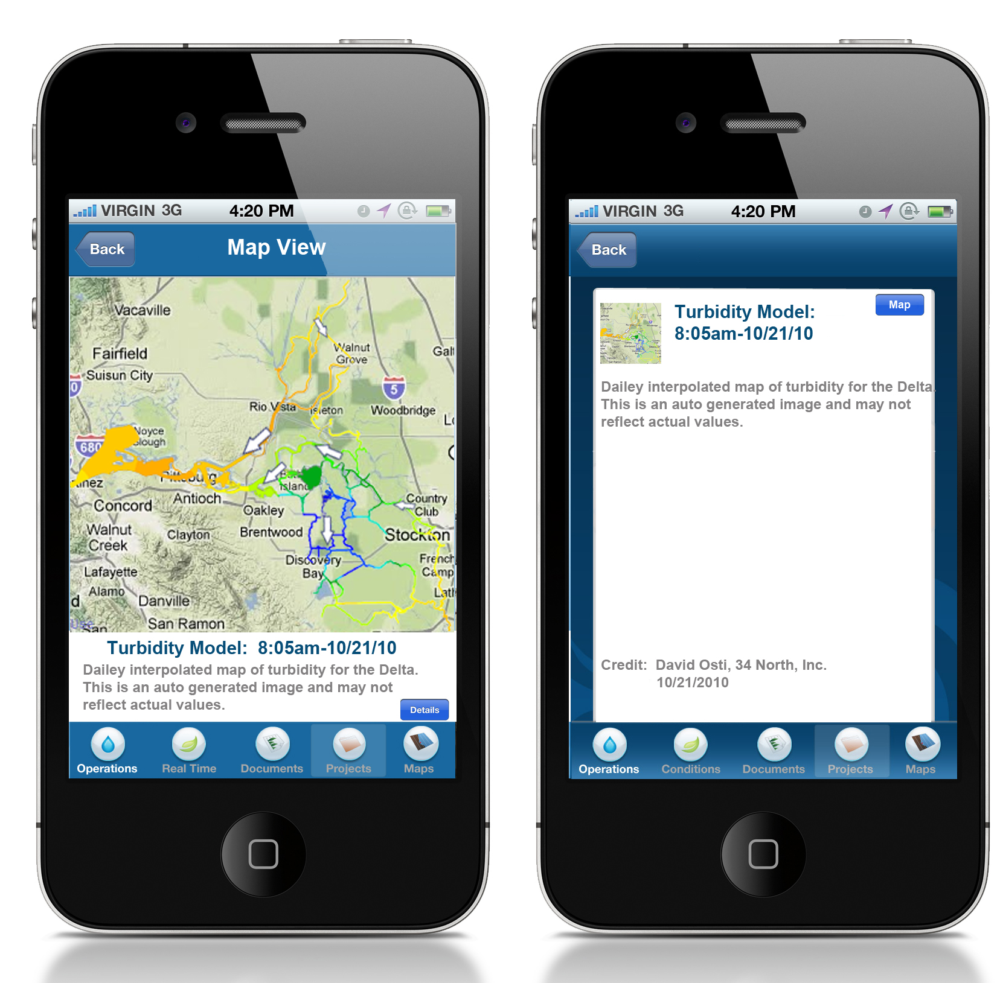 VIRGIN 3G
4:20 PM
Back
Map View
Vacaville
Fairfield
Walnut
Grove
Galt
Suisun City
5
Rio Vista
Isleton
Woodbridge
Noyce
Slough
680
Pittsburg
Island
Antioch
Country
Club
Concord
Oakley
Walnut
Creek
Clayton
Brentwood
Stockton
Discovery
Bay
French
Camp
Lafayette
Alamo
Danville
Lath
San Ramon
San
Turbidity Model: 8:05am-10/21/10
Dailey interpolated map of turbidity for the Delta.
This is an auto generated image and may not
reflect actual values.
Details
Operations
Real Time
Documents
Projects
Maps
VIRGIN 3G
4:20 PM
Back
Map
Turbidity Model:
8:05am-10/21/10
Dailey interpolated map of turbidity for the Delta.
This is an auto generated image and may not
reflect actual values.
Credit: David Osti, 34 North, Inc.
10/21/2010
Operations
Conditions
Documents
Projects
Maps